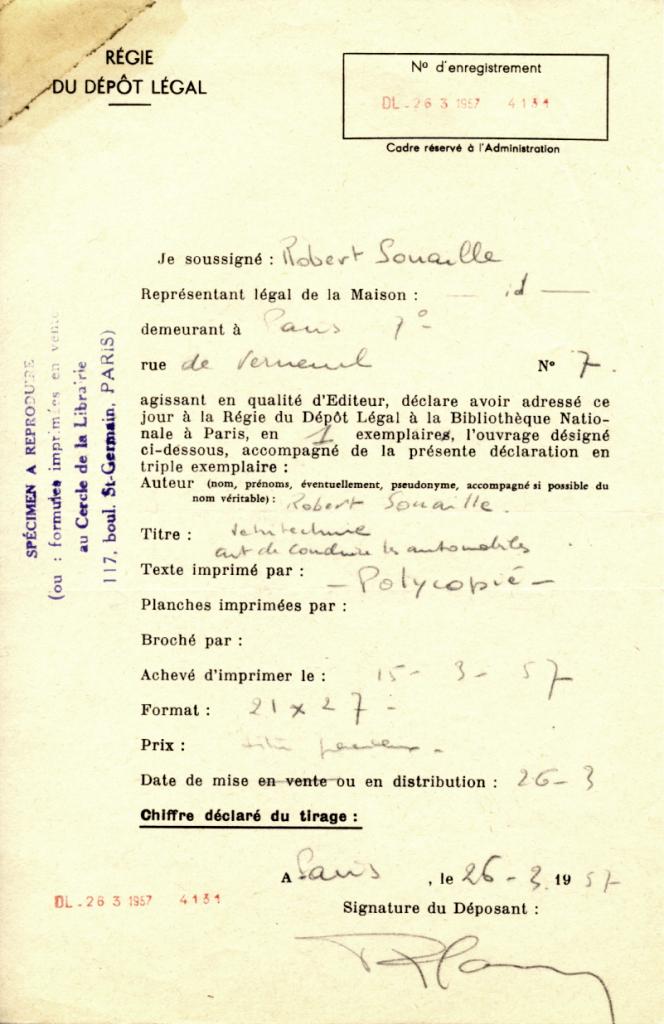 RÉGIE
DU DÉPÔT LÉGAL
Nº d'enregistrement
DL-26 3 1957 4131
Cadre réservé à l'Administration
Je soussigné : Robert Souaille
Représentant légal de la Maison : — id —
demeurant à Paris 7º
rue de Verneuil Nº 7.
agissant en qualité d'Editeur, déclare avoir adressé ce
jour à la Régie du Dépôt Légal à la Bibliothèque Natio-
nale à Paris, en 1 exemplaires, l'ouvrage désigné
ci-dessous, accompagné de la présente déclaration en
triple exemplaire :
Auteur (nom, prénoms, éventuellement, pseudonyme, accompagné si possible du
nom véritable) : Robert Souaille.
Titre :
art de conduire les automobiles
Texte imprimé par : — Polycopié —
Planches imprimées par :
Broché par :
Achevé d'imprimer le : 15 - 3 - 57
Format : 21 x 27 -
Prix :
Date de mise en vente ou en distribution : 26-3
Chiffre déclaré du tirage :
A Paris, le 26 - 3. 1957
Signature du Déposant :
DL-26 3 1957 4131
SPÉCIMEN A REPRODUIRE
(ou : formules imprimées en vente
au Cercle de la Librairie
117, boul. St-Germain, PARIS)